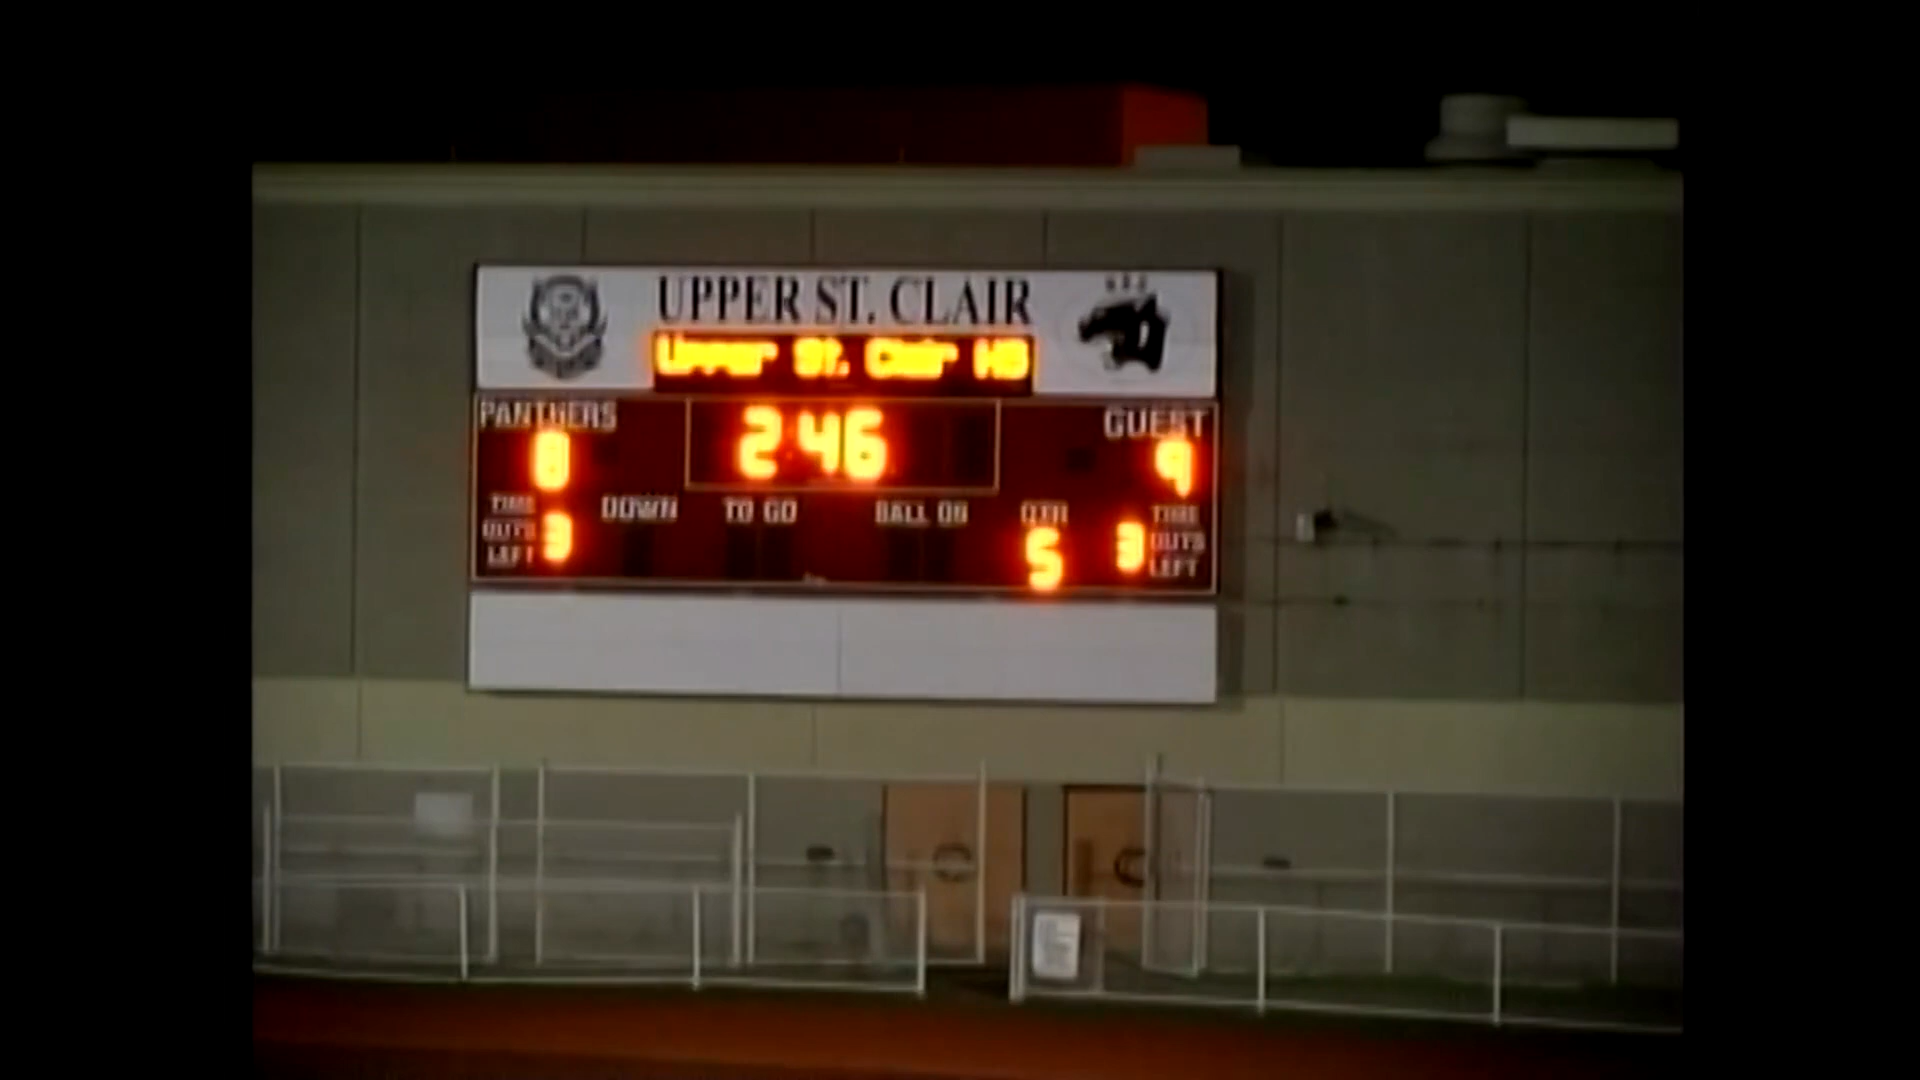 UPPER ST. CLAIR
Upper St. Clair HS
PANTHERS
2:46
GUEST
8
9
TIME OUTS LEFT 3
DOWN
TO GO
BALL ON
QTR 5
3 TIME OUTS LEFT